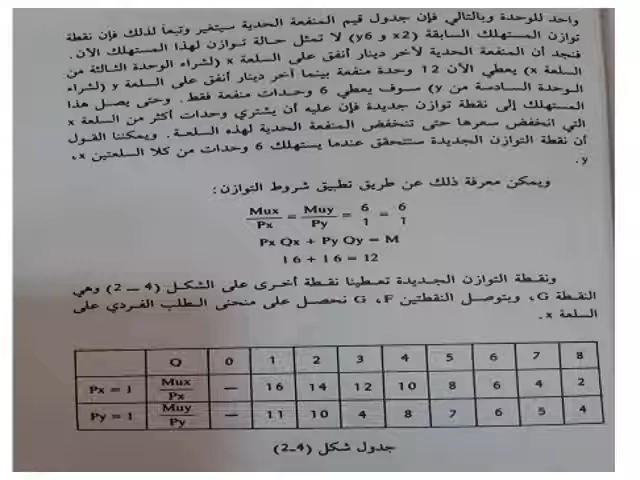 واحد للوحدة وبالتالي فإن جدول قيم المنفعة الحدية سيتغير وتبعاً لذلك فإن نقطة
توازن المستهلك السابقة (x2 و y6) لا تمثل حالة توازن لهذا المستهلك الآن.
فنجد أن المنفعة الحدية لآخر دينار أنفق على السلعة x (لشراء الوحدة الثالثة من
السلعة x) يعطي الآن 12 وحدة منفعة بينما آخر دينار أنفق على السلعة y (لشراء
الوحدة السادسة من y) سوف يعطي 6 وحدات منفعة فقط. وحتى يصل هذا
المستهلك إلى نقطة توازن جديدة فإن عليه أن يشتري وحدات أكثر من السلعة x
التي انخفض سعرها حتى تنخفض المنفعة الحدية لهذه السلعة. ويمكننا القول
أن نقطة التوازن الجديدة ستتحقق عندما يستهلك 6 وحدات من كلا السلعتين x،
y.
ويمكن معرفة ذلك عن طريق تطبيق شروط التوازن:
Mux/Px = Muy/Py = 6/1 = 6/1
Px Qx + Py Qy = M
16 + 16 = 12
ونقطة التوازن الجديدة تعطينا نقطة أخرى على الشكل (4 – 2) وهي
النقطة G، وبتوصل النقطتين F، G نحصل على منحنى الطلب الفردي على
السلعة x.
Q 0 1 2 3 4 5 6 7 8
Px = 1 Mux/Px — 16 14 12 10 8 6 4 2
Py = 1 Muy/Py — 11 10 4 8 7 6 5 4
جدول شكل (4ـ2)